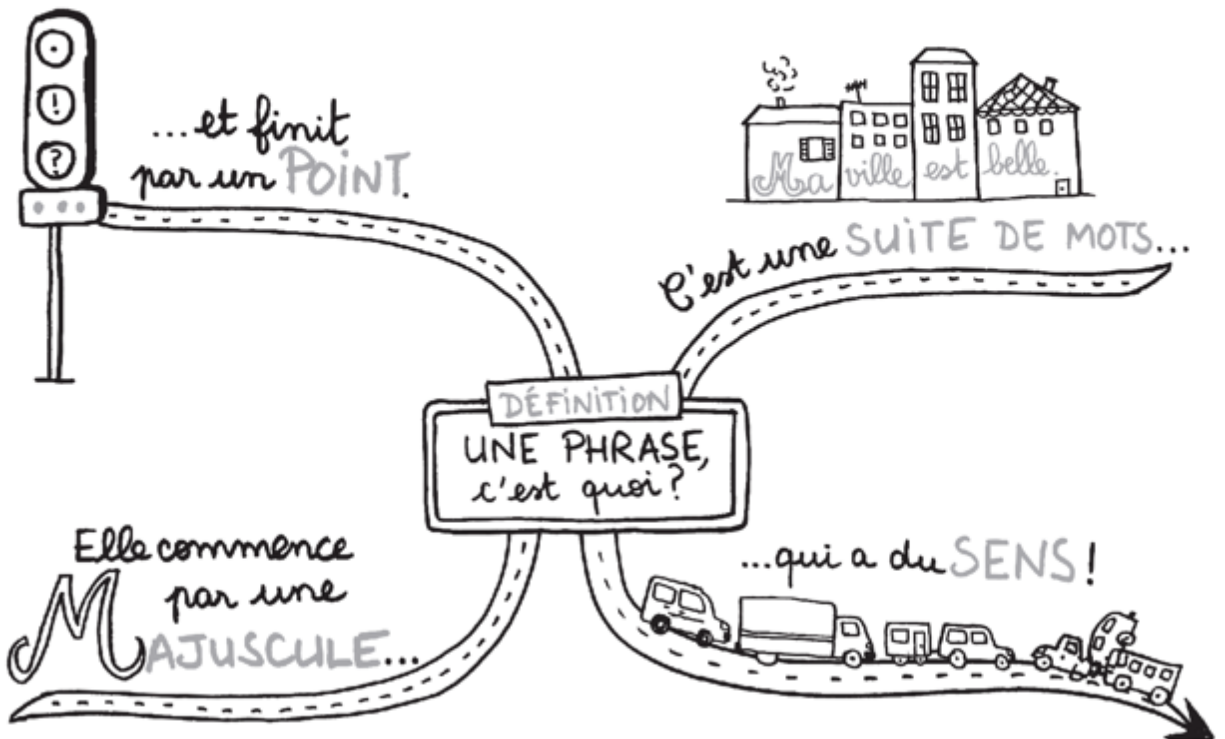 DÉFINITION
UNE PHRASE,
c'est quoi?
C'est une SUITE DE MOTS...
Ma ville est belle.
...qui a du SENS!
Elle commence
par une
MAJUSCULE...
...et finit
par un POINT.
.
!
?